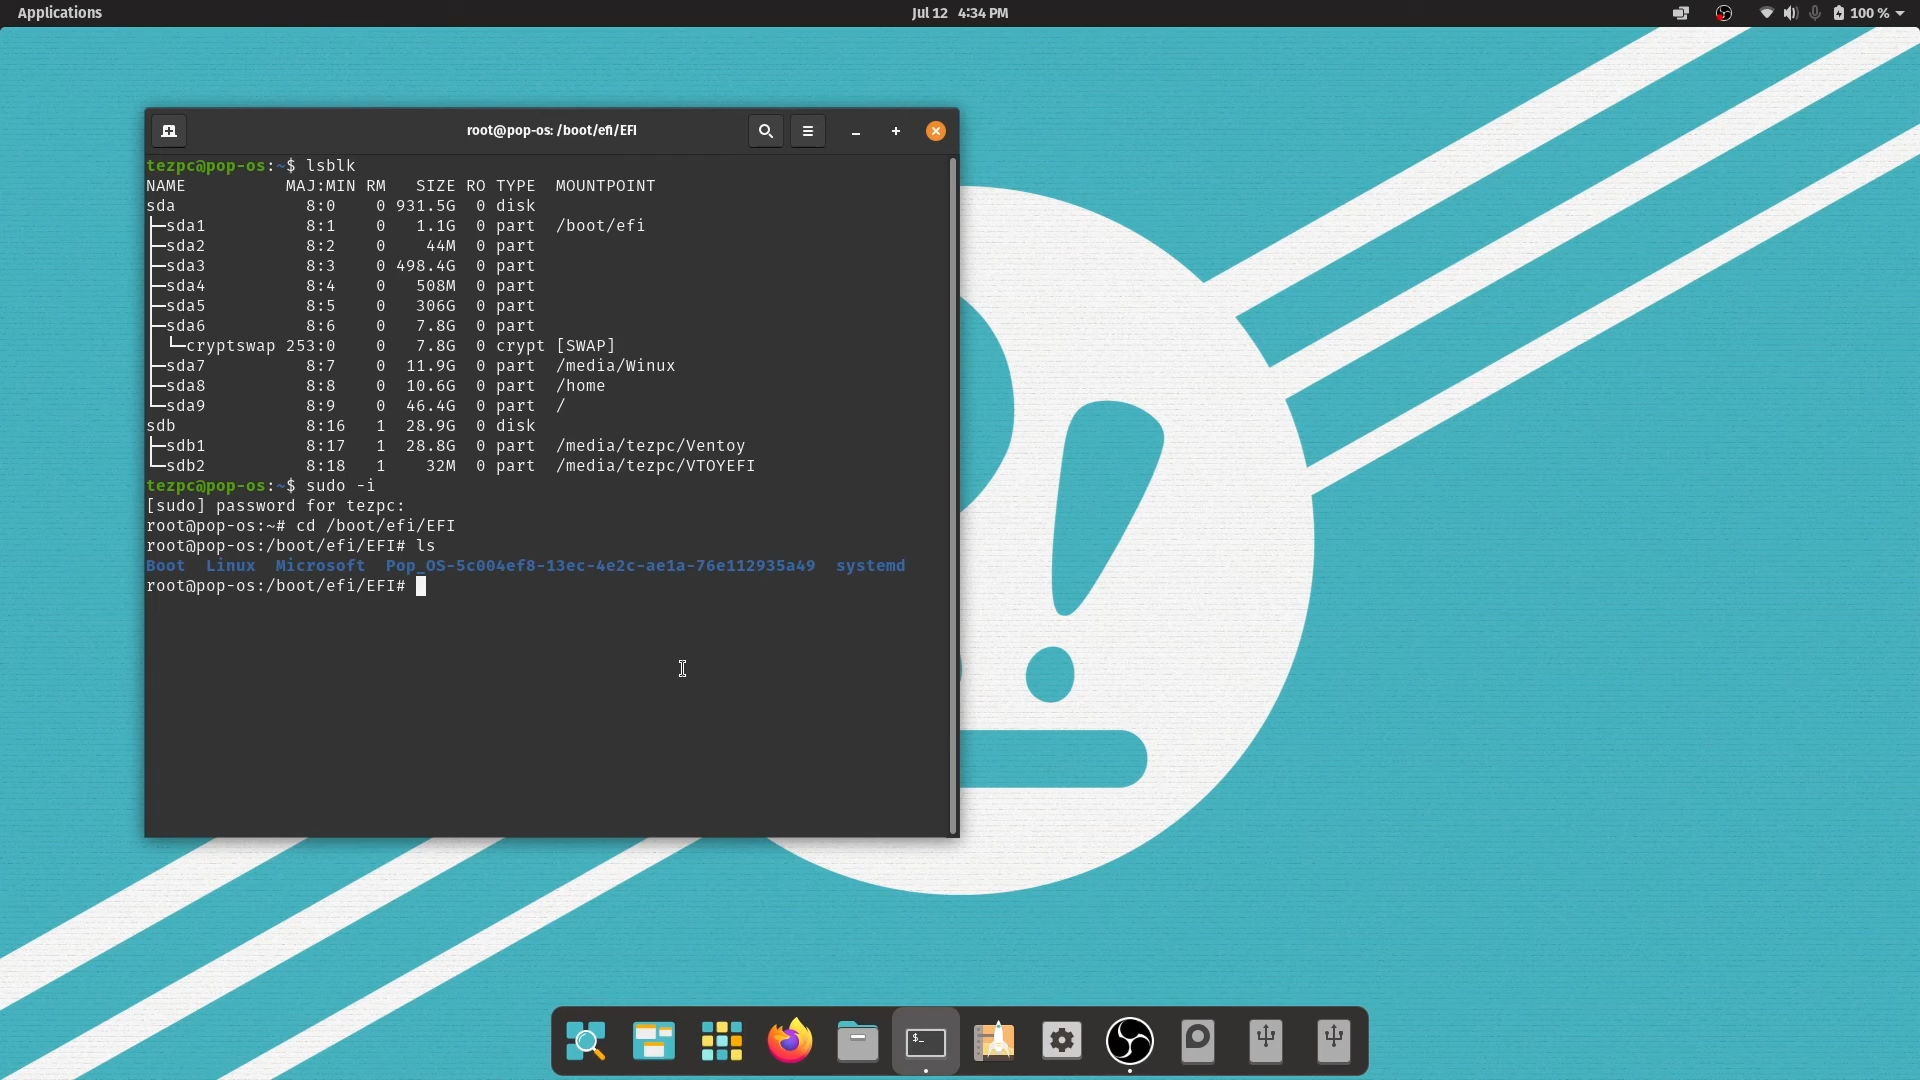 Applications
Jul 12 4:34 PM
100 %
root@pop-os: /boot/efi/EFI
tezpc@pop-os:~$ lsblk
NAME MAJ:MIN RM SIZE RO TYPE MOUNTPOINT
sda 8:0 0 931.5G 0 disk
├─sda1 8:1 0 1.1G 0 part /boot/efi
├─sda2 8:2 0 44M 0 part
├─sda3 8:3 0 498.4G 0 part
├─sda4 8:4 0 508M 0 part
├─sda5 8:5 0 306G 0 part
├─sda6 8:6 0 7.8G 0 part
│ └─cryptswap 253:0 0 7.8G 0 crypt [SWAP]
├─sda7 8:7 0 11.9G 0 part /media/Winux
├─sda8 8:8 0 10.6G 0 part /home
└─sda9 8:9 0 46.4G 0 part /
sdb 8:16 1 28.9G 0 disk
├─sdb1 8:17 1 28.8G 0 part /media/tezpc/Ventoy
└─sdb2 8:18 1 32M 0 part /media/tezpc/VTOYEFI
tezpc@pop-os:~$ sudo -i
[sudo] password for tezpc:
root@pop-os:~# cd /boot/efi/EFI
root@pop-os:/boot/efi/EFI# ls
Boot Linux Microsoft Pop_OS-5c004ef8-13ec-4e2c-ae1a-76e112935a49 systemd
root@pop-os:/boot/efi/EFI#
$_